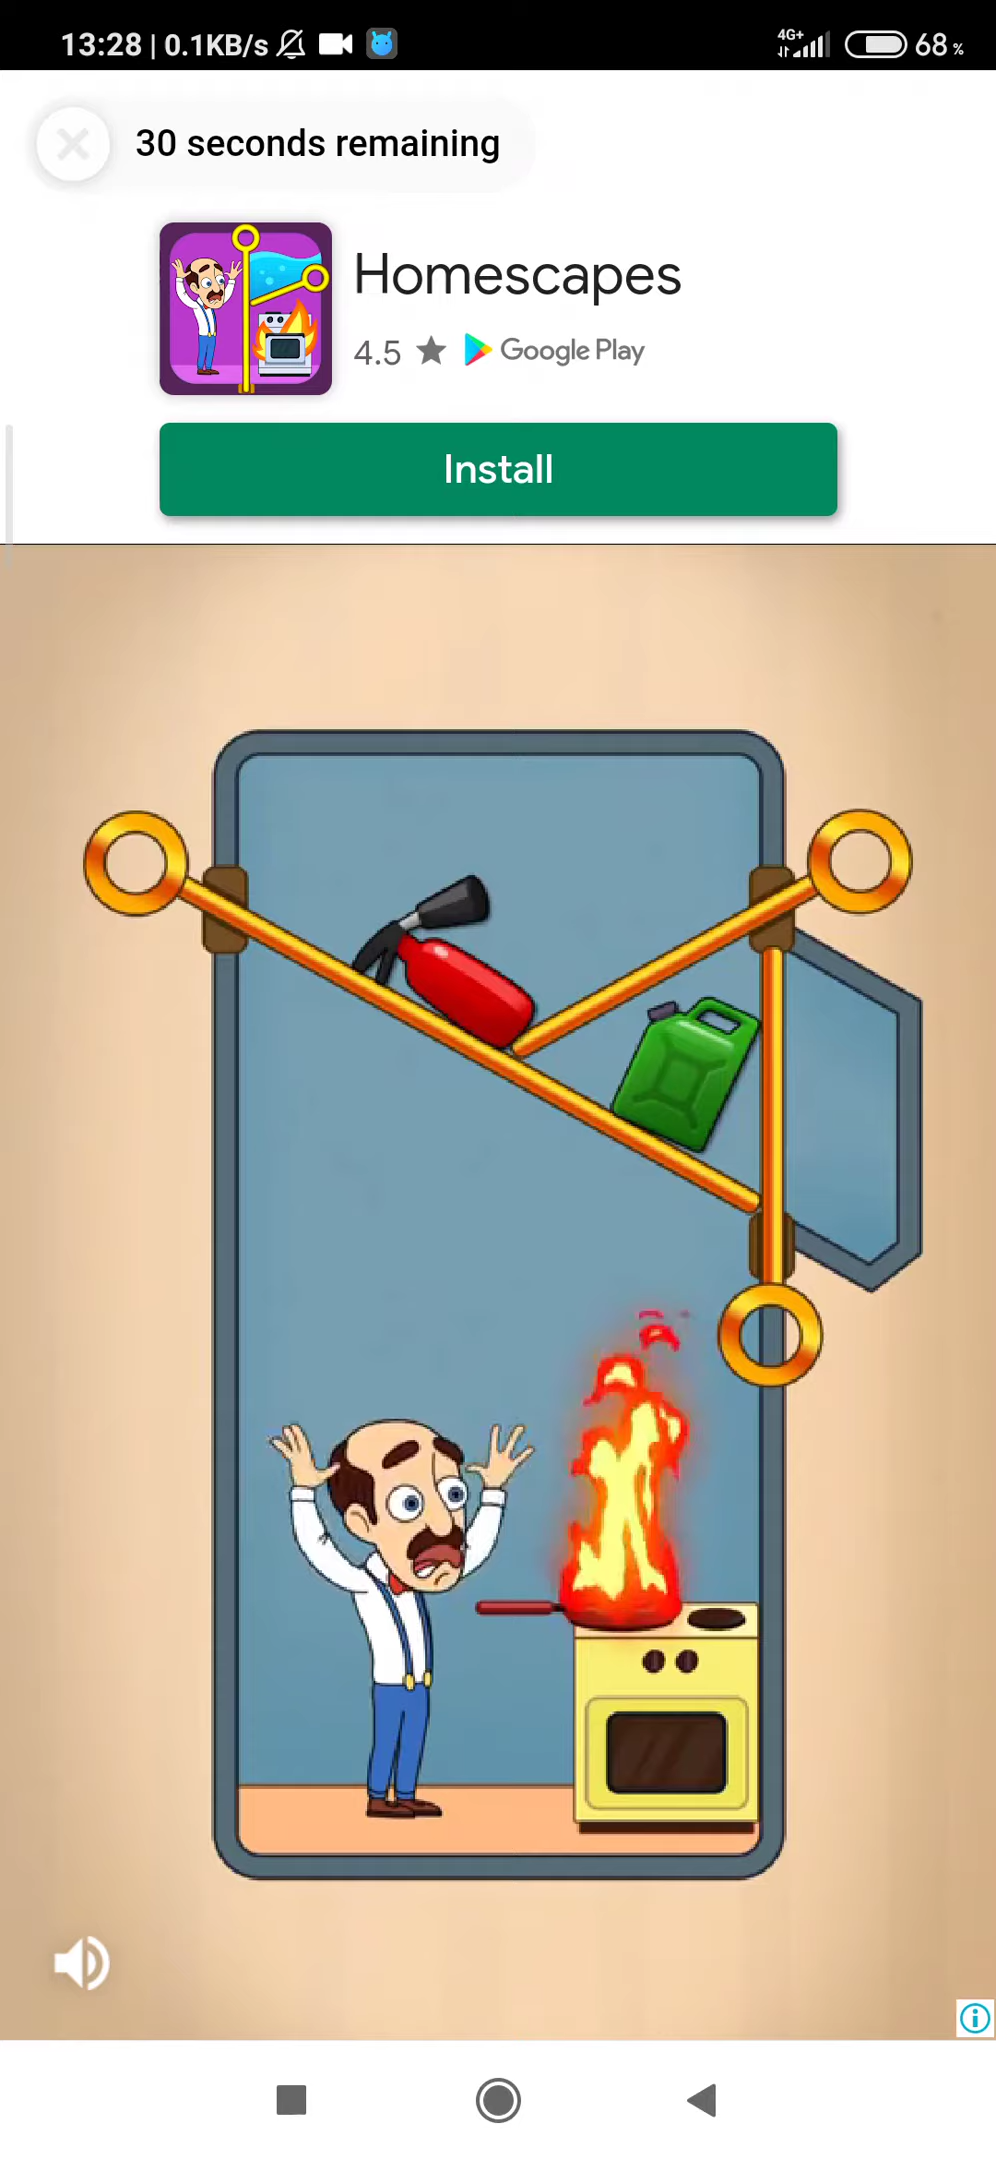 13:28 | 0.1KB/s 4G+ 68 %
30 seconds remaining
Homescapes
4.5 ★ Google Play
Install